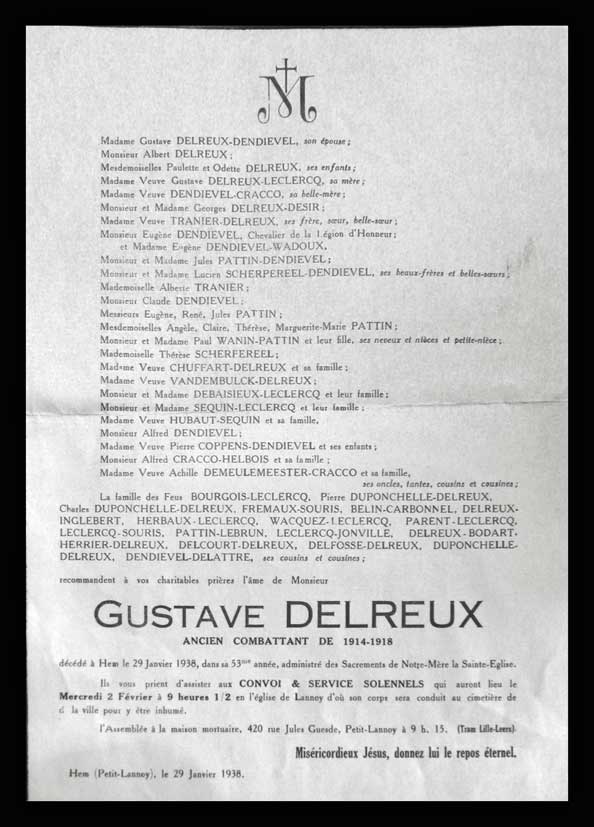 Madame Gustave DELREUX-DENDIEVEL, son épouse;
Monsieur Albert DELREUX;
Mesdemoiselles Paulette et Odette DELREUX, ses enfants;
Madame Veuve Gustave DELREUX-LECLERCQ, sa mère;
Madame Veuve DENDIEVEL-CRACCO, sa belle-mère;
Monsieur et Madame Georges DELREUX-DESIR;
Madame Veuve TRANIER-DELREUX, ses frère, sœur, belle-sœur;
Monsieur Eugène DENDIEVEL, Chevalier de la Légion d'Honneur;
et Madame Eugène DENDIEVEL-WADOUX,
Monsieur et Madame Jules PATTIN-DENDIEVEL;
Monsieur et Madame Lucien SCHERPEREEL-DENDIEVEL, ses beaux-frères et belles-sœurs;
Mademoiselle Alberte TRANIER;
Monsieur Claude DENDIEVEL;
Messieurs Eugène, René, Jules PATTIN;
Mesdemoiselles Angèle, Claire, Thérèse, Marguerite-Marie PATTIN;
Monsieur et Madame Paul WANIN-PATTIN et leur fille, ses neveux et nièces et petite-nièce;
Mademoiselle Thérèse SCHERFEREEL;
Madame Veuve CHUFFART-DELREUX et sa famille;
Madame Veuve VANDEMBULCK-DELREUX;
Monsieur et Madame DEBAISIEUX-LECLERCQ et leur famille;
Monsieur et Madame SEQUIN-LECLERCQ et leur famille;
Madame Veuve HUBAUT-SEQUIN et sa famille,
Monsieur Alfred DENDIEVEL;
Madame Veuve Pierre COPPENS-DENDIEVEL et ses enfants;
Monsieur Alfred CRACCO-HELBOIS et sa famille;
Madame Veuve Achille DEMEULEMEESTER-CRACCO et sa famille,
ses oncles, tantes, cousins et cousines;
La famille des Feus BOURGOIS-LECLERCQ, Pierre DUPONCHELLE-DELREUX,
Charles DUPONCHELLE-DELREUX, FREMAUX-SOURIS, BELIN-CARBONNEL, DELREUX-
INGLEBERT, HERBAUX-LECLERCQ, WACQUEZ-LECLERCQ, PARENT-LECLERCQ,
LECLERCQ-SOURIS, PATTIN-LEBRUN, LECLERCQ-JONVILLE, DELREUX-BODART-
HERRIER-DELREUX, DELCOURT-DELREUX, DELFOSSE-DELREUX, DUPONCHELLE-
DELREUX, DENDIEVEL-DELATTRE, ses cousins et cousines;
recommandent à vos charitables prières l'âme de Monsieur
GUSTAVE DELREUX
ANCIEN COMBATTANT DE 1914-1918
décédé à Hem le 29 Janvier 1938, dans sa 53me année, administré des Sacrements de Notre-Mère la Sainte-Eglise.
Ils vous prient d'assister aux CONVOI & SERVICE SOLENNELS qui auront lieu le
Mercredi 2 Février à 9 heures 1/2 en l'église de Lannoy d'où son corps sera conduit au cimetière de
la ville pour y être inhumé.
l'Assemblée à la maison mortuaire, 420 rue Jules Guesde, Petit-Lannoy à 9 h. 15. (Tram Lille-Leers).
Miséricordieux Jésus, donnez lui le repos éternel.
Hem (Petit-Lannoy), le 29 Janvier 1938.